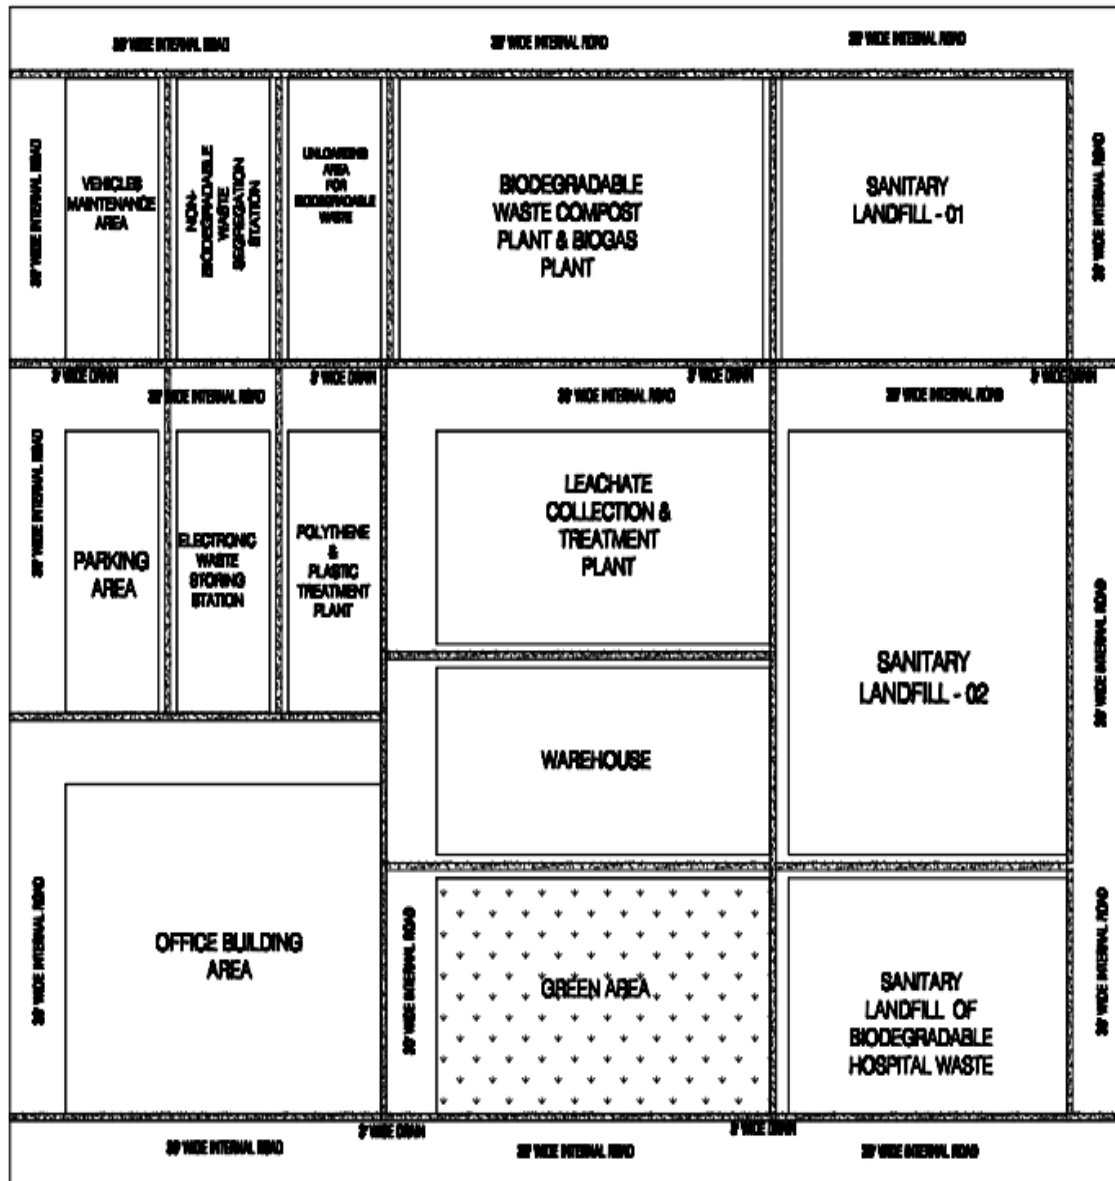 30' WIDE INTERNAL ROAD
30' WIDE INTERNAL ROAD
30' WIDE INTERNAL ROAD
30' WIDE INTERNAL ROAD
VEHICLES
MAINTENANCE
AREA
NON-
BIODEGRADABLE
WASTE
SEGREGATION
STATION
UNLOADING
AREA
FOR
BIODEGRADABLE
WASTE
BIODEGRADABLE
WASTE COMPOST
PLANT & BIOGAS
PLANT
SANITARY
LANDFILL - 01
30' WIDE INTERNAL ROAD
3' WIDE DRAIN
3' WIDE DRAIN
3' WIDE DRAIN
3' WIDE DRAIN
30' WIDE INTERNAL ROAD
30' WIDE INTERNAL ROAD
30' WIDE INTERNAL ROAD
30' WIDE INTERNAL ROAD
PARKING
AREA
ELECTRONIC
WASTE
STORING
STATION
POLYTHENE
&
PLASTIC
TREATMENT
PLANT
LEACHATE
COLLECTION &
TREATMENT
PLANT
SANITARY
LANDFILL - 02
30' WIDE INTERNAL ROAD
WAREHOUSE
30' WIDE INTERNAL ROAD
OFFICE BUILDING
AREA
30' WIDE INTERNAL ROAD
GREEN AREA
SANITARY
LANDFILL OF
BIODEGRADABLE
HOSPITAL WASTE
30' WIDE INTERNAL ROAD
3' WIDE DRAIN
3' WIDE DRAIN
30' WIDE INTERNAL ROAD
30' WIDE INTERNAL ROAD
30' WIDE INTERNAL ROAD